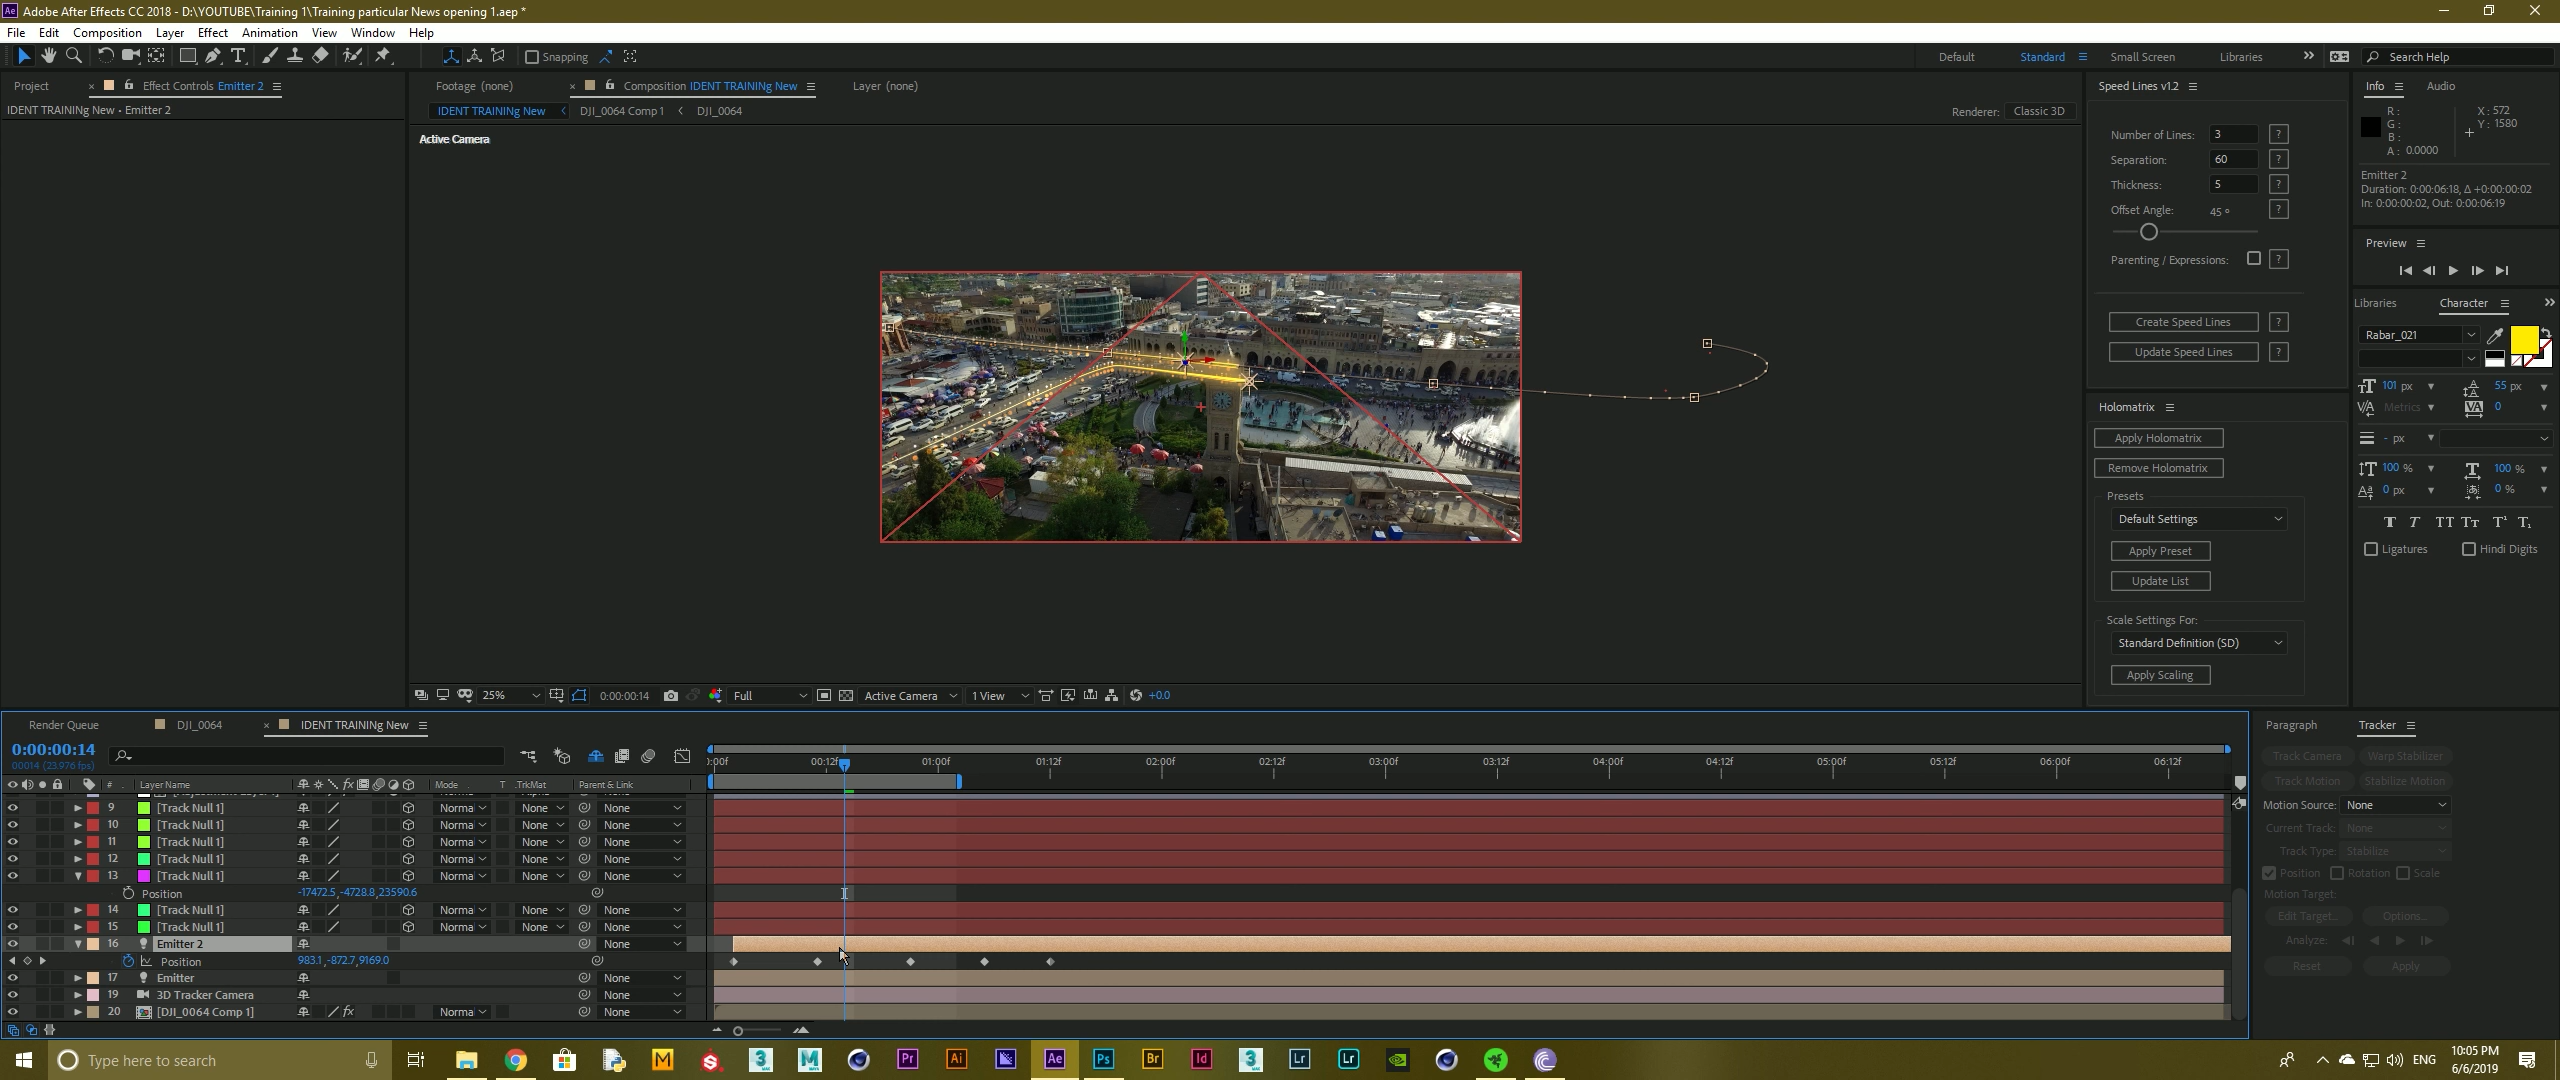 Adobe After Effects CC 2018 - D:\YOUTUBE\Training 1\Training particular News opening 1.aep *
File Edit Composition Layer Effect Animation View Window Help
Snapping Default Standard Small Screen Libraries Search Help
Project Effect Controls Emitter 2
IDENT TRAININg New • Emitter 2
Footage (none) Composition IDENT TRAININg New Layer (none)
IDENT TRAININg New DJI_0064 Comp 1 DJI_0064
Renderer: Classic 3D
Active Camera
25% 0:00:00:14 Full Active Camera 1 View +0.0
Speed Lines v1.2
Number of Lines: 3 ?
Separation: 60 ?
Thickness: 5 ?
Offset Angle: 45 ° ?
Parenting / Expressions: ?
Create Speed Lines ?
Update Speed Lines ?
Holomatrix
Apply Holomatrix
Remove Holomatrix
Presets
Default Settings
Apply Preset
Update List
Scale Settings For:
Standard Definition (SD)
Apply Scaling
Info Audio
R: X: 572
G: Y: 1580
B:
A: 0.0000
Emitter 2
Duration: 0:00:06:18, Δ +0:00:00:02
In: 0:00:00:02, Out: 0:00:06:19
Preview
Libraries Character
Rabar_021
101 px 55 px
Metrics 0
- px
100 % 100 %
0 px 0 %
Ligatures Hindi Digits
Render Queue DJI_0064 IDENT TRAININg New
0:00:00:14
00014 (23.976 fps)
):00f 00:12f 01:00f 01:12f 02:00f 02:12f 03:00f 03:12f 04:00f 04:12f 05:00f 05:12f 06:00f 06:12f
# Layer Name Mode T .TrkMat Parent & Link
9 [Track Null 1] Norma None None
10 [Track Null 1] Norma None None
11 [Track Null 1] Norma None None
12 [Track Null 1] Norma None None
13 [Track Null 1] Norma None None
Position -17472.5,-4728.8,23590.6
14 [Track Null 1] Norma None None
15 [Track Null 1] Norma None None
16 Emitter 2 None
Position 983.1,-872.7,9169.0
17 Emitter None
19 3D Tracker Camera None
20 [DJI_0064 Comp 1] Norma None None
Paragraph Tracker
Track Camera Warp Stabilizer
Track Motion Stabilize Motion
Motion Source: None
Current Track: None
Track Type: Stabilize
Position Rotation Scale
Motion Target:
Edit Target... Options...
Analyze:
Reset Apply
Type here to search
Pr Ai Ae Ps Br Id Lr Lr
ENG
10:05 PM
6/6/2019